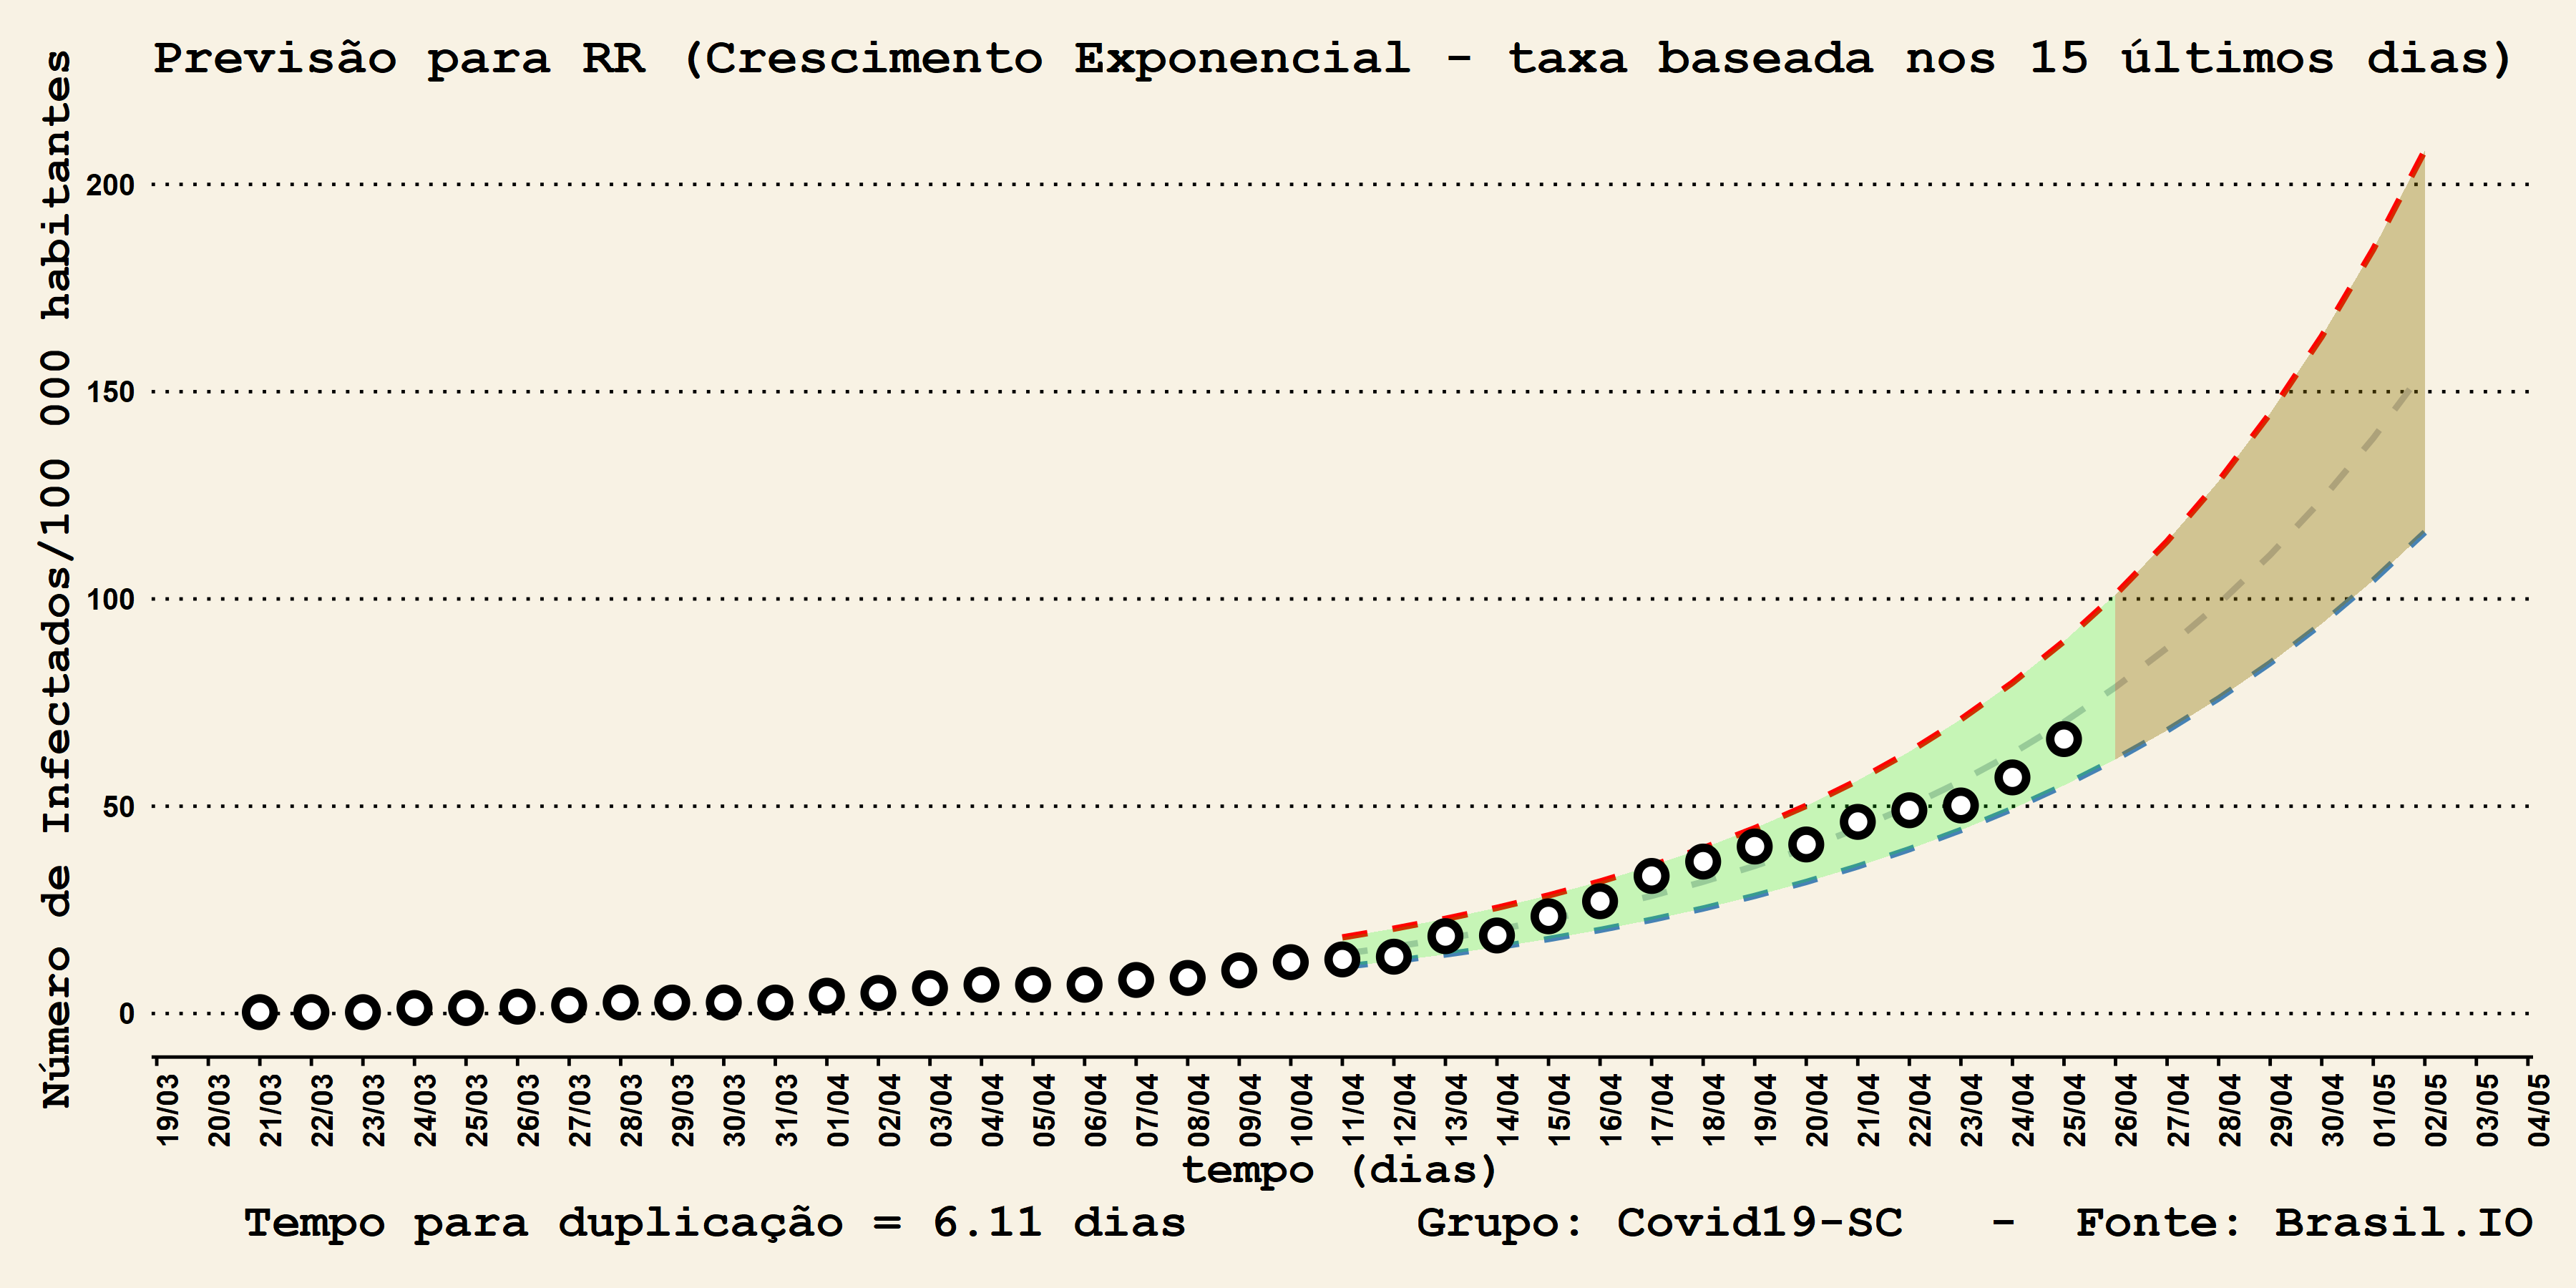 Previsão para RR (Crescimento Exponencial - taxa baseada nos 15 últimos dias)
Número de Infectados/100 000 habitantes
200
150
100
50
0
19/03 20/03 21/03 22/03 23/03 24/03 25/03 26/03 27/03 28/03 29/03 30/03 31/03 01/04 02/04 03/04 04/04 05/04 06/04 07/04 08/04 09/04 10/04 11/04 12/04 13/04 14/04 15/04 16/04 17/04 18/04 19/04 20/04 21/04 22/04 23/04 24/04 25/04 26/04 27/04 28/04 29/04 30/04 01/05 02/05 03/05 04/05
tempo (dias)
Tempo para duplicação = 6.11 dias Grupo: Covid19-SC - Fonte: Brasil.IO